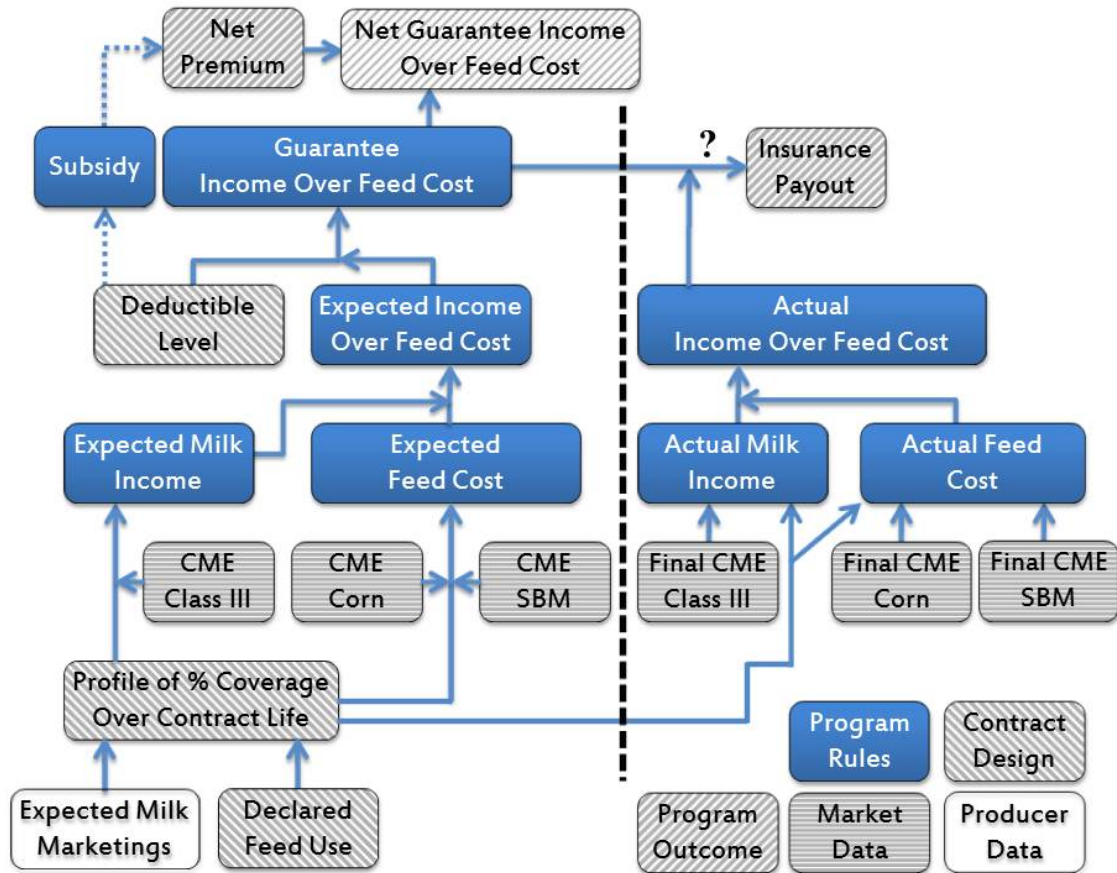 Net
Premium
Net Guarantee Income
Over Feed Cost
Subsidy
Guarantee
Income Over Feed Cost
?
Insurance
Payout
Deductible
Level
Expected Income
Over Feed Cost
Actual
Income Over Feed Cost
Expected Milk
Income
Expected
Feed Cost
Actual Milk
Income
Actual Feed
Cost
CME
Class III
CME
Corn
CME
SBM
Final CME
Class III
Final CME
Corn
Final CME
SBM
Profile of % Coverage
Over Contract Life
Expected Milk
Marketings
Declared
Feed Use
Program
Rules
Contract
Design
Program
Outcome
Market
Data
Producer
Data